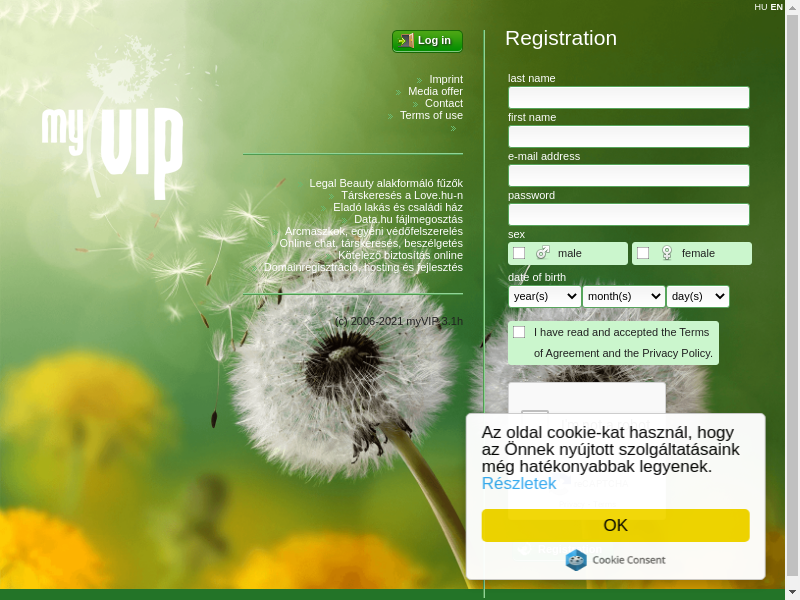 HU EN
my VIP
Log in
Imprint
Media offer
Contact
Terms of use
Legal Beauty alakformáló fűzők
Társkeresés a Love.hu-n
Eladó lakás és családi ház
Data.hu fájlmegosztás
Arcmaszkok, egyéni védőfelszerelés
Online chat, társkeresés, beszélgetés
Kötelező biztosítás online
Domainregisztráció, hosting és fejlesztés
(c) 2006-2021 myVIP 3.1h
Registration
last name
first name
e-mail address
password
sex
male female
date of birth
year(s) month(s) day(s)
I have read and accepted the Terms
of Agreement and the Privacy Policy.
Az oldal cookie-kat használ, hogy
az Önnek nyújtott szolgáltatásaink
még hatékonyabbak legyenek.
Részletek
OK
Cookie Consent